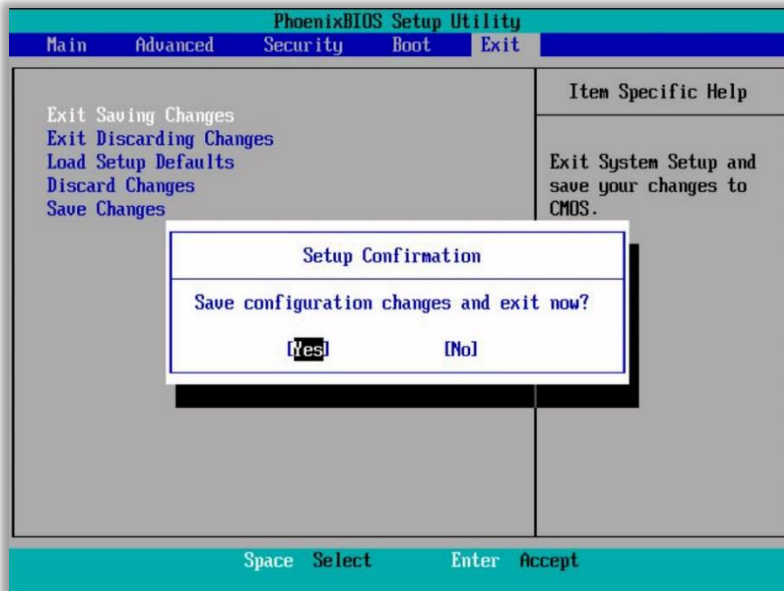 PhoenixBIOS Setup Utility
Main Advanced Security Boot Exit
Exit Saving Changes
Exit Discarding Changes
Load Setup Defaults
Discard Changes
Save Changes
Item Specific Help
Exit System Setup and
save your changes to
CMOS.
Setup Confirmation
Save configuration changes and exit now?
[Yes] [No]
Space Select Enter Accept